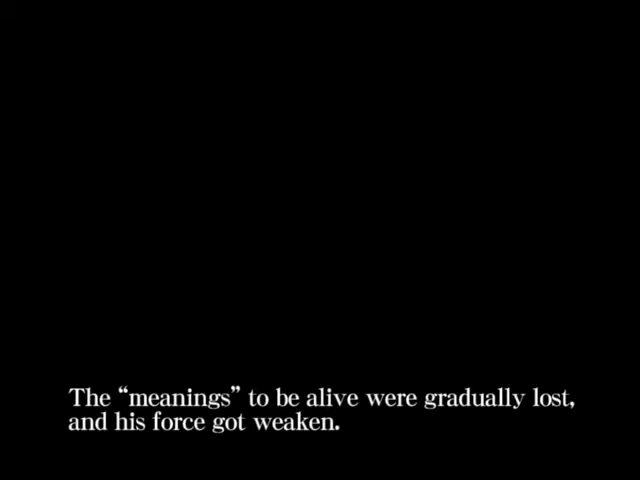 The “meanings” to be alive were gradually lost,
and his force got weaken.